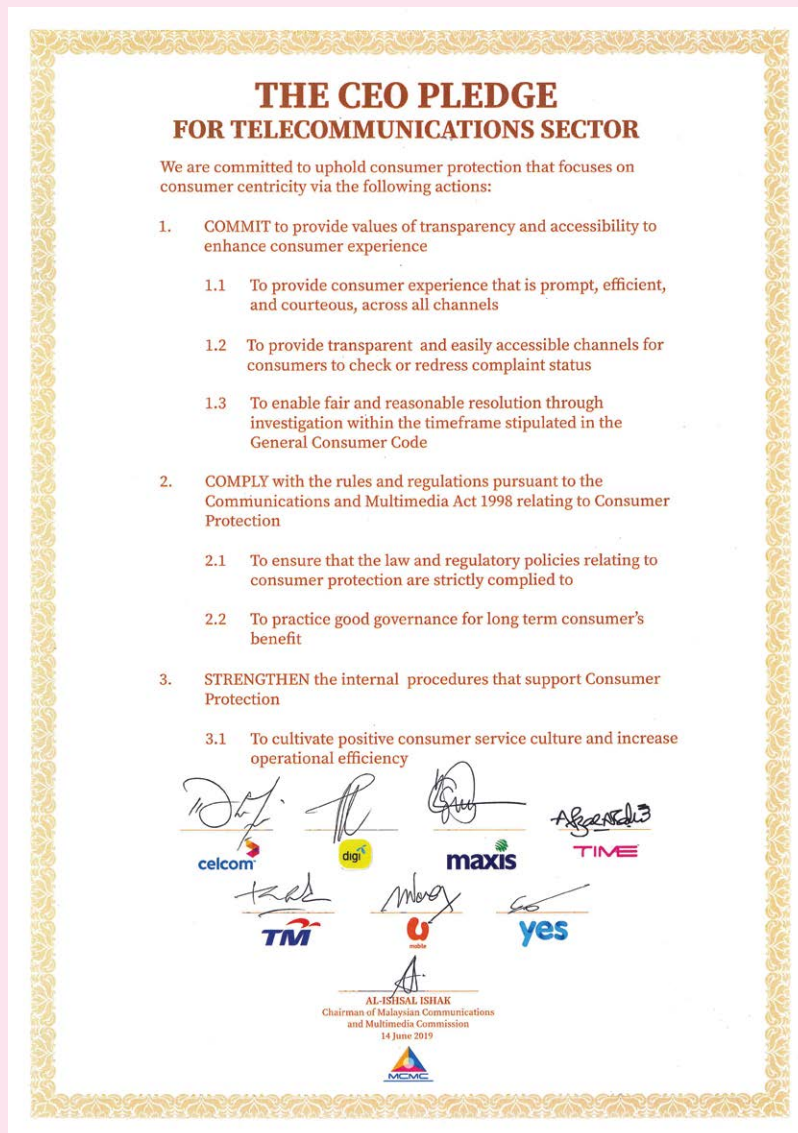 THE CEO PLEDGE
FOR TELECOMMUNICATIONS SECTOR
We are committed to uphold consumer protection that focuses on
consumer centricity via the following actions:
1. COMMIT to provide values of transparency and accessibility to
enhance consumer experience
1.1 To provide consumer experience that is prompt, efficient,
and courteous, across all channels
1.2 To provide transparent and easily accessible channels for
consumers to check or redress complaint status
1.3 To enable fair and reasonable resolution through
investigation within the timeframe stipulated in the
General Consumer Code
2. COMPLY with the rules and regulations pursuant to the
Communications and Multimedia Act 1998 relating to Consumer
Protection
2.1 To ensure that the law and regulatory policies relating to
consumer protection are strictly complied to
2.2 To practice good governance for long term consumer's
benefit
3. STRENGTHEN the internal procedures that support Consumer
Protection
3.1 To cultivate positive consumer service culture and increase
operational efficiency
celcom digi maxis TIME
TM U mobile yes
AL-ISHSAL ISHAK
Chairman of Malaysian Communications
and Multimedia Commission
14 June 2019
MCMC